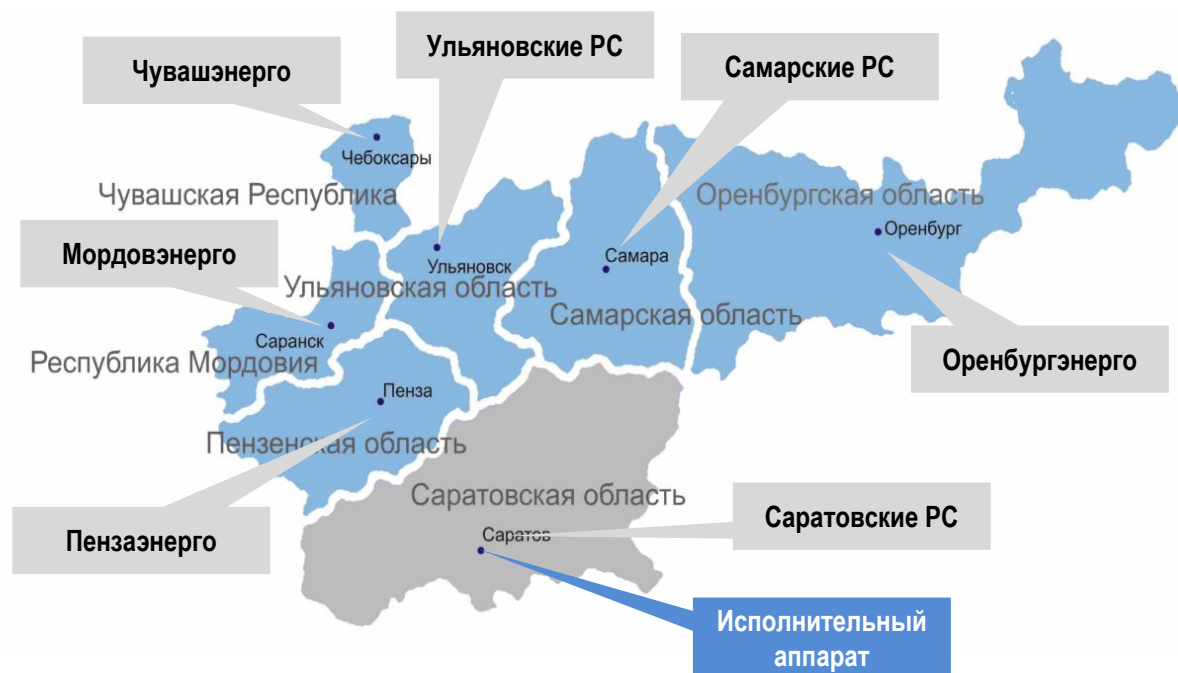 Ульяновские РС
Чувашэнерго
Самарские РС
Чебоксары
Чувашская Республика
Оренбургская область
Оренбург
Мордовэнерго
Ульяновск
Самара
Ульяновская область
Самарская область
Саранск
Республика Мордовия
Оренбургэнерго
Пенза
Пензенская область
Саратовская область
Саратовские РС
Пензаэнерго
Саратов
Исполнительный
аппарат